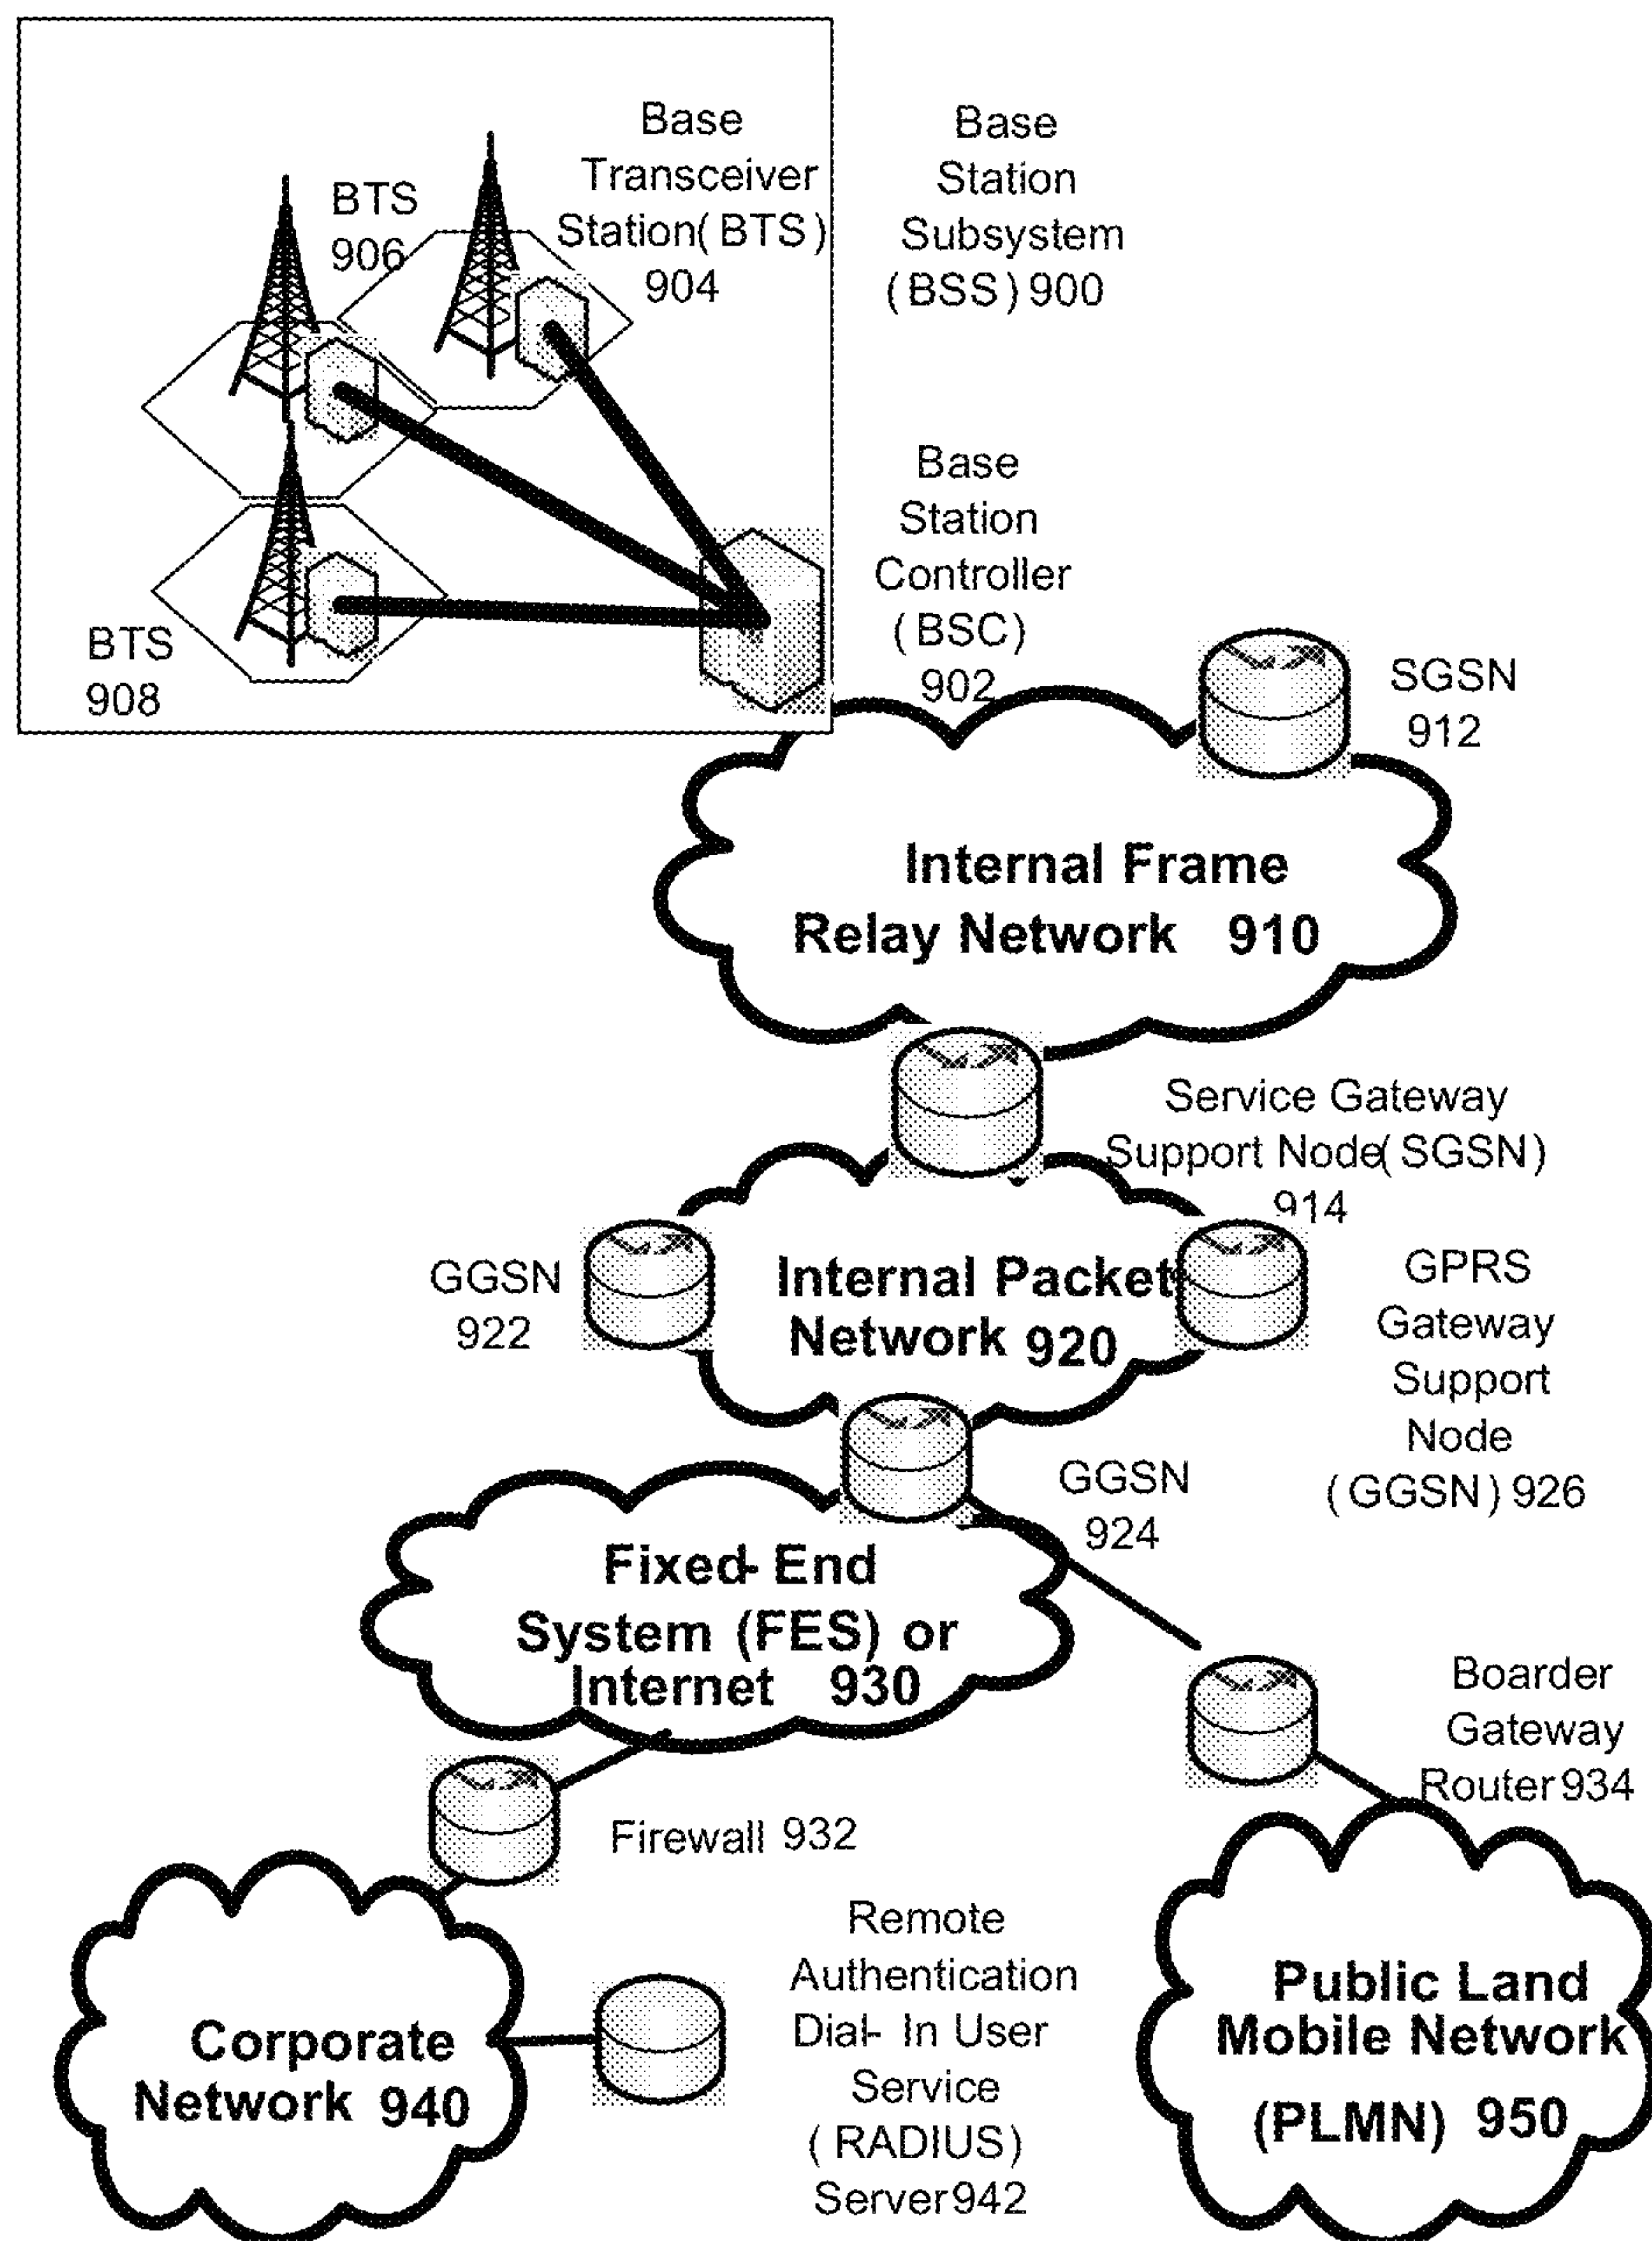 Base
Transceiver
Station(BTS)
904
BTS
906
BTS
908
Base
Station
Subsystem
(BSS) 900
Base
Station
Controller
(BSC)
902
SGSN
912
Internal Frame
Relay Network 910
Service Gateway
Support Node(SGSN)
914
GGSN
922
Internal Packet
Network 920
GPRS
Gateway
Support
Node
(GGSN) 926
GGSN
924
Fixed-End
System (FES) or
Internet 930
Boarder
Gateway
Router 934
Firewall 932
Remote
Authentication
Dial-In User
Service
(RADIUS)
Server 942
Corporate
Network 940
Public Land
Mobile Network
(PLMN) 950